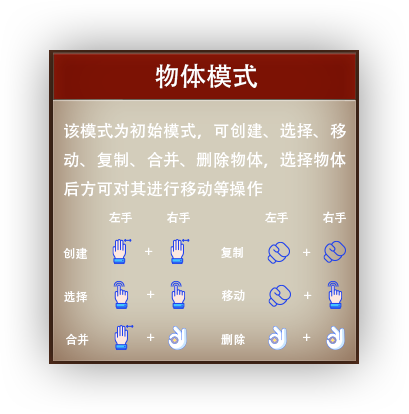 物体模式
该模式为初始模式，可创建、选择、移
动、复制、合并、删除物体，选择物体
后方可对其进行移动等操作
左手 右手 左手 右手
创建 + 复制 +
选择 + 移动 +
合并 + 删除 +